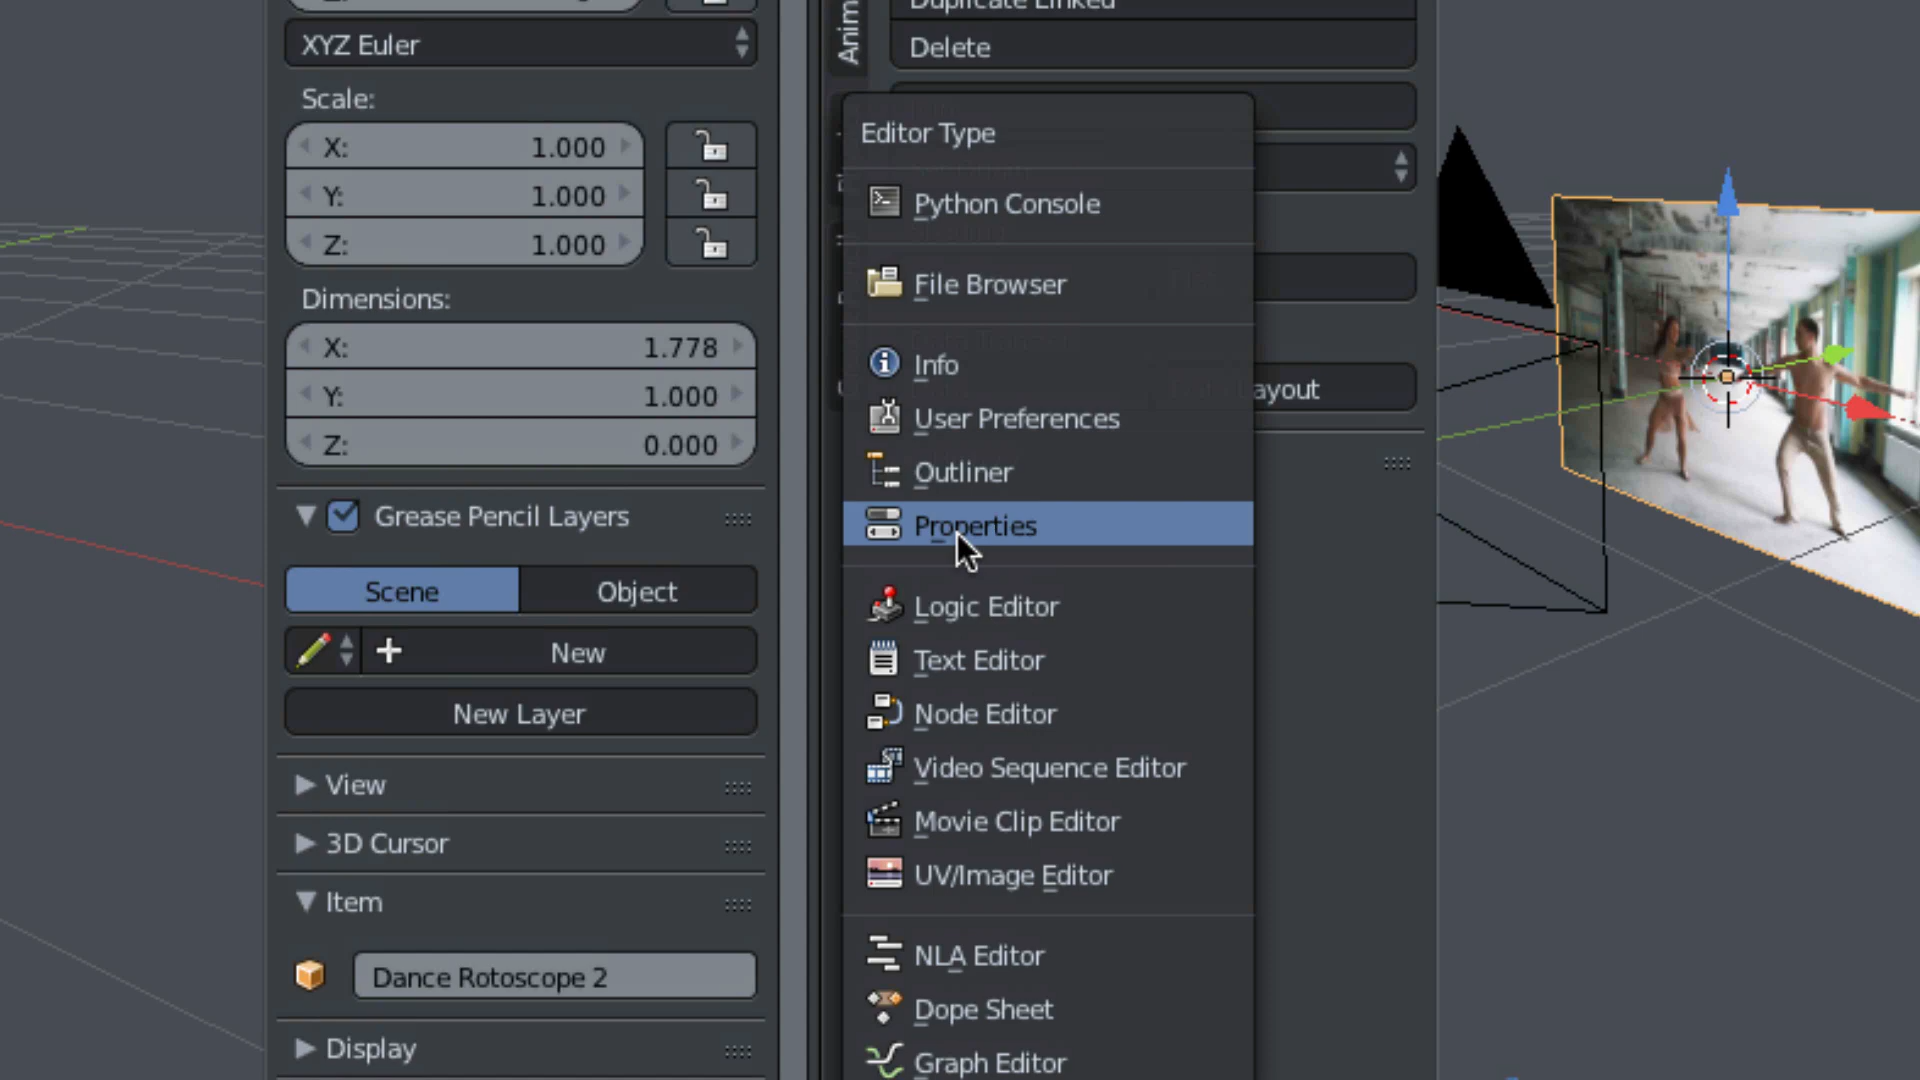 XYZ Euler
Scale:
X: 1.000
Y: 1.000
Z: 1.000
Dimensions:
X: 1.778
Y: 1.000
Z: 0.000
Grease Pencil Layers
Scene Object
New
New Layer
View
3D Cursor
Item
Dance Rotoscope 2
Display
Anim
Duplicate Linked
Delete
Editor Type
Python Console
File Browser
Info
User Preferences
Outliner
Properties
Logic Editor
Text Editor
Node Editor
Video Sequence Editor
Movie Clip Editor
UV/Image Editor
NLA Editor
Dope Sheet
Graph Editor
ayout